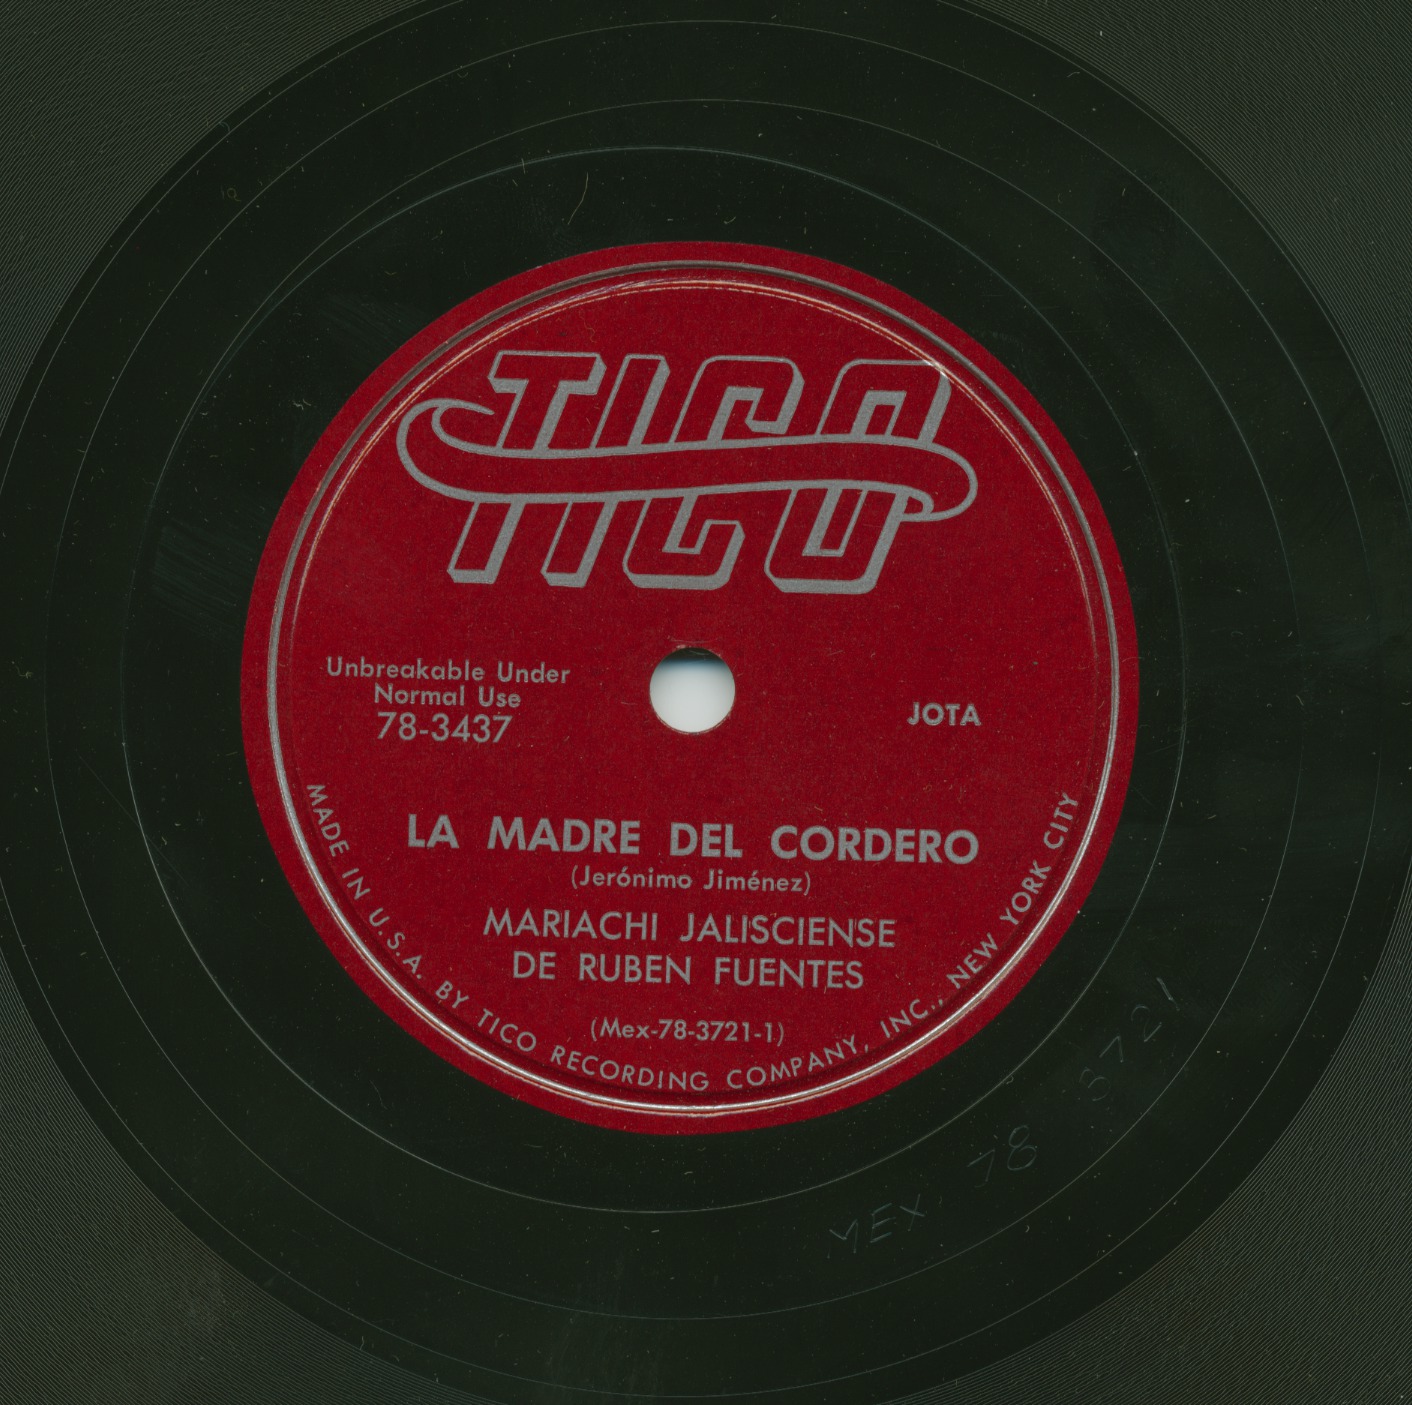 TICO
Unbreakable Under
Normal Use
78-3437
JOTA
LA MADRE DEL CORDERO
(Jerónimo Jiménez)
MARIACHI JALISCIENSE
DE RUBEN FUENTES
(Mex-78-3721-1)
MADE IN U.S.A. BY TICO RECORDING COMPANY, INC., NEW YORK CITY
MEX. 78 3721